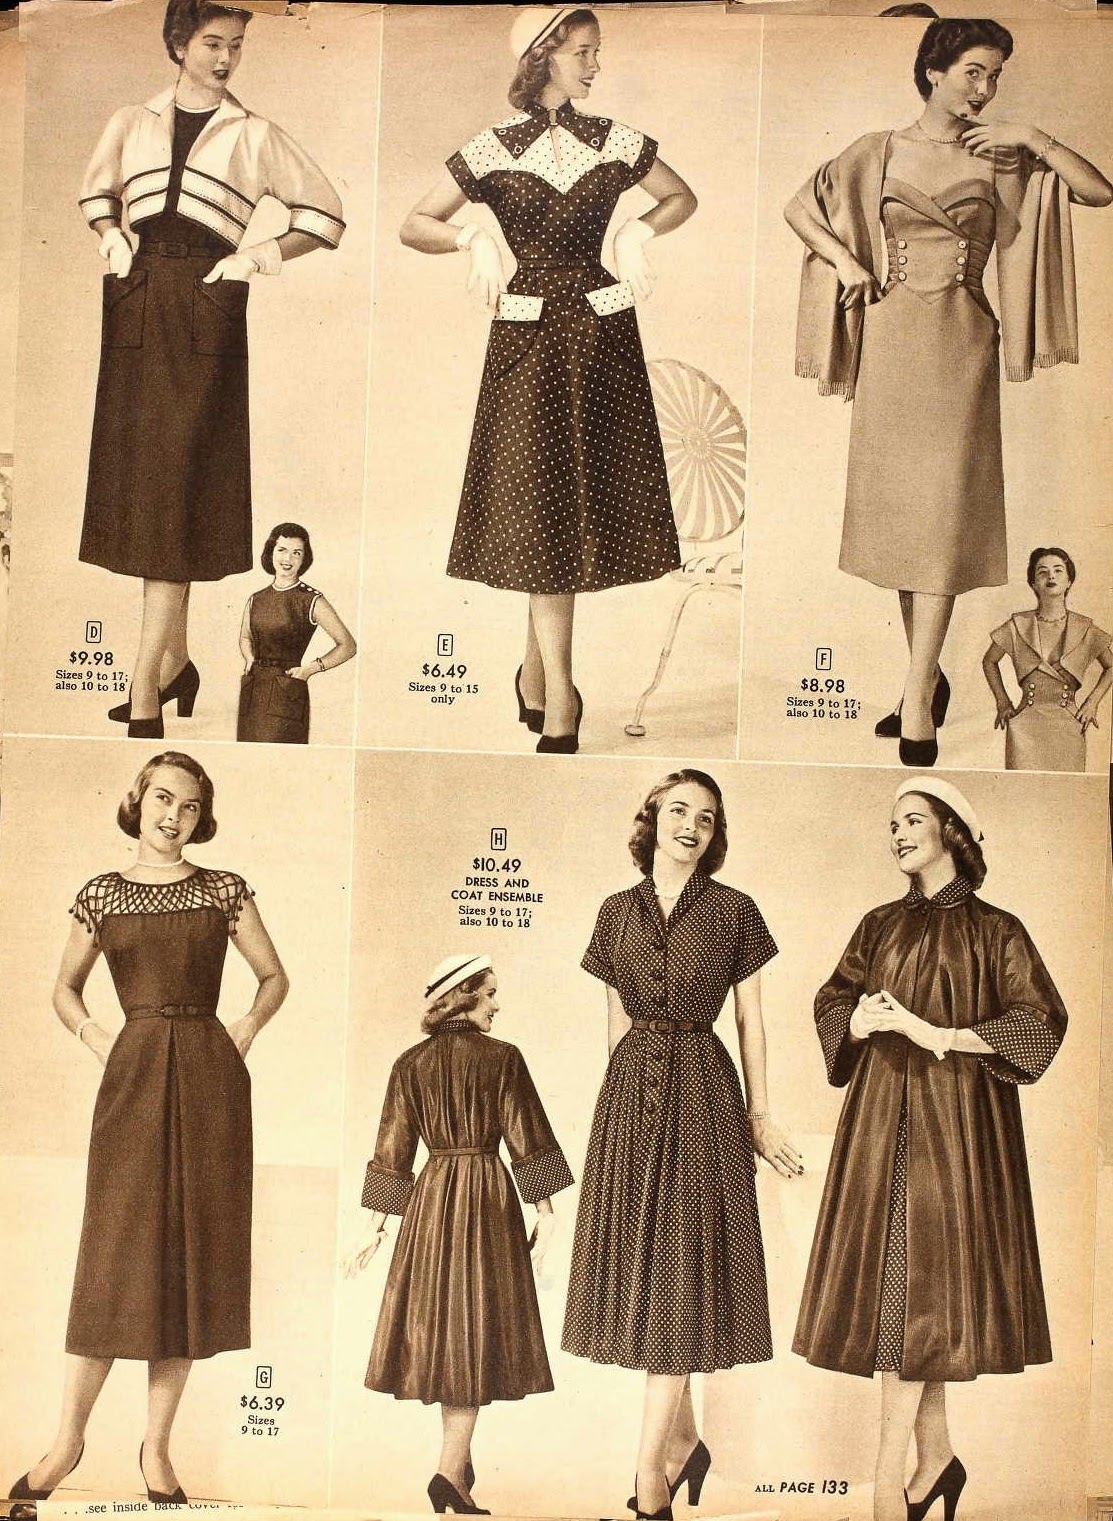 D
$9.98
Sizes 9 to 17;
also 10 to 18
E
$6.49
Sizes 9 to 15
only
F
$8.98
Sizes 9 to 17;
also 10 to 18
H
$10.49
DRESS AND
COAT ENSEMBLE
Sizes 9 to 17;
also 10 to 18
G
$6.39
Sizes
9 to 17
ALL PAGE 133
. . .see inside back cover